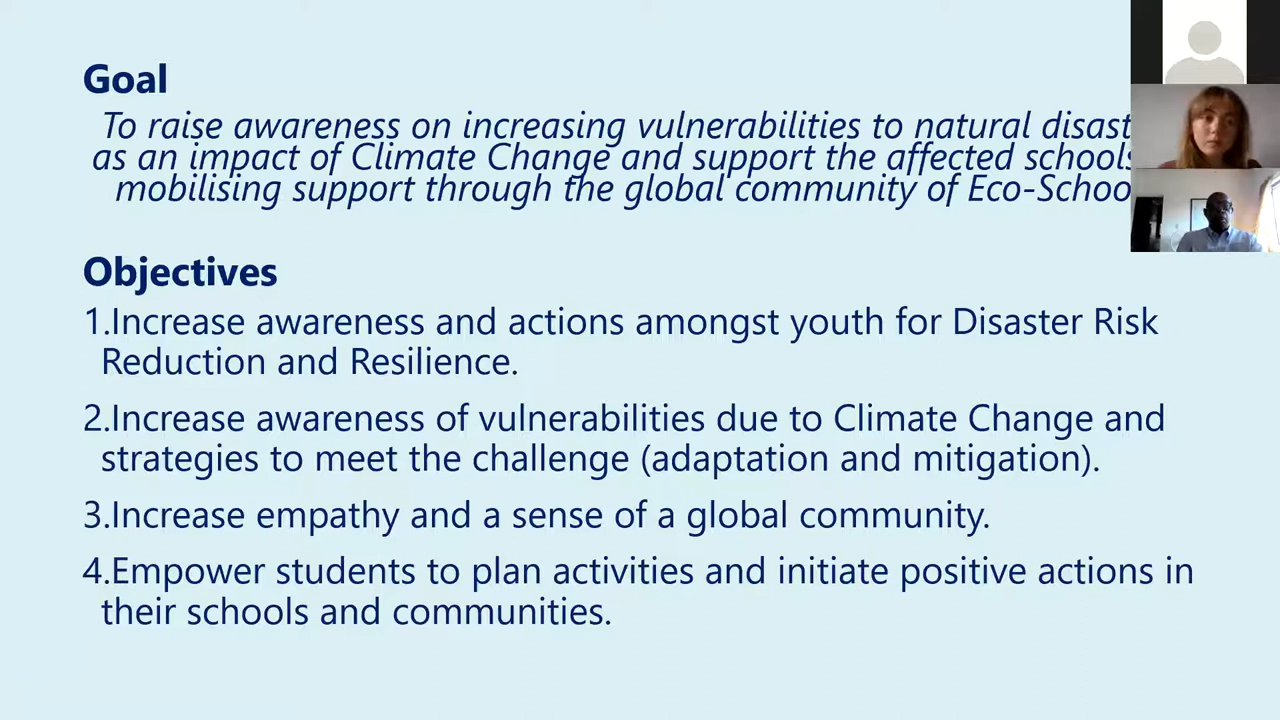 Goal
To raise awareness on increasing vulnerabilities to natural
as an impact of Climate Change and support the affected schools
mobilising support through the global community of
Objectives
1.Increase awareness and actions amongst youth for Disaster Risk
Reduction and Resilience.
2.Increase awareness of vulnerabilities due to Climate Change and
strategies to meet the challenge (adaptation and mitigation).
3.Increase empathy and a sense of a global community.
4.Empower students to plan activities and initiate positive actions in
their schools and communities.